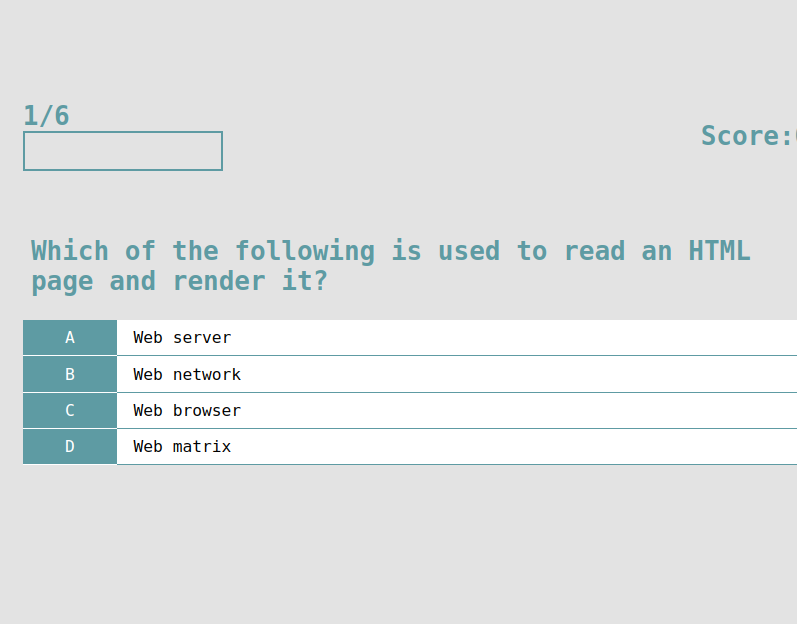 1/6
Score:
Which of the following is used to read an HTML
page and render it?
A Web server
B Web network
C Web browser
D Web matrix